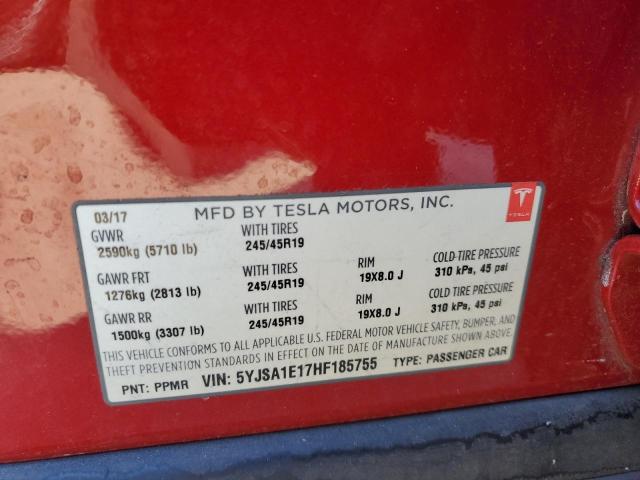 03/17 MFD BY TESLA MOTORS, INC. TESLA
GVWR WITH TIRES
2590kg (5710 lb) 245/45R19
GAWR FRT WITH TIRES RIM COLD TIRE PRESSURE
1276kg (2813 lb) 245/45R19 19X8.0 J 310 kPa, 45 psi
GAWR RR WITH TIRES RIM COLD TIRE PRESSURE
1500kg (3307 lb) 245/45R19 19X8.0 J 310 kPa, 45 psi
THIS VEHICLE CONFORMS TO ALL APPLICABLE U.S. FEDERAL MOTOR VEHICLE SAFETY, BUMPER, AND
THEFT PREVENTION STANDARDS IN EFFECT ON THE DATE OF MANUFACTURE SHOWN ABOVE.
PNT: PPMR VIN: 5YJSA1E17HF185755 TYPE: PASSENGER CAR